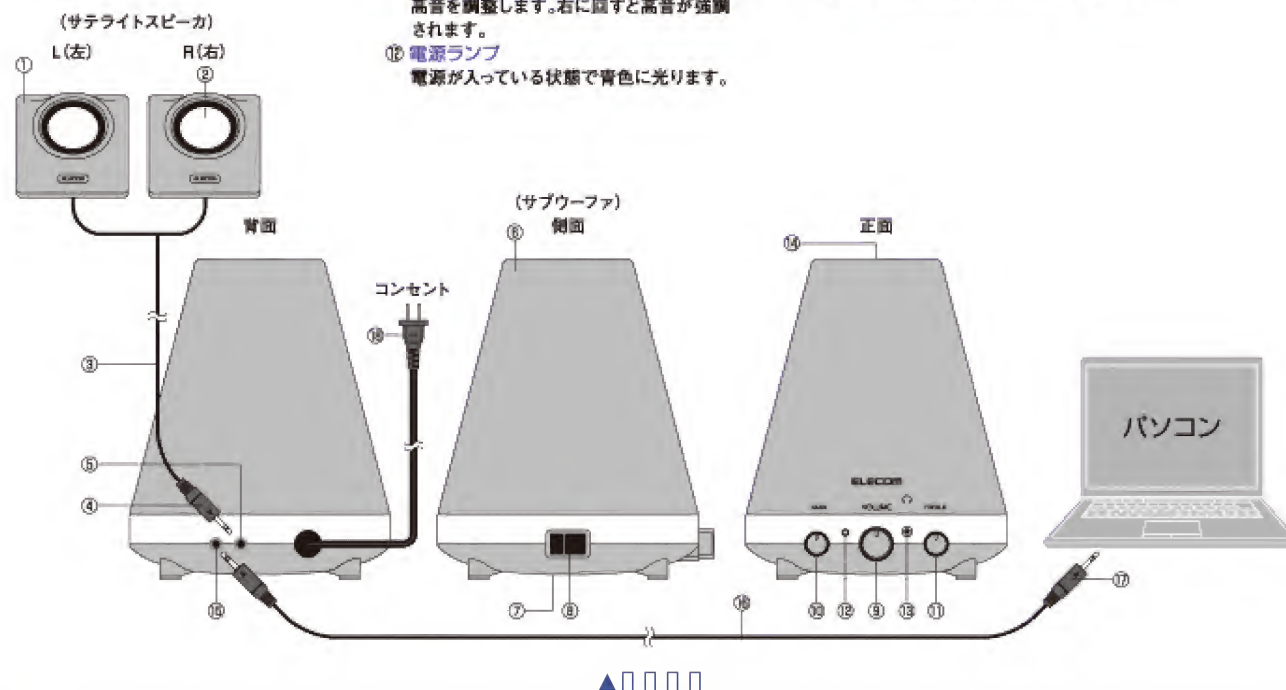 高音を調整します。右に回すと高音が強調
されます。
⑫ 電源ランプ
電源が入っている状態で青色に光ります。
(サテライトスピーカ)
L(左) R(右)
① ②
ELECOM ELECOM
(サブウーファ)
背面 側面 正面
⑥ ⑭
コンセント
③
パソコン
⑤
④
ELECOM
BASS VOLUME TREBLE
⑮ ⑦ ⑧ ⑩ ⑫ ⑨ ⑬ ⑪ ⑰
⑯